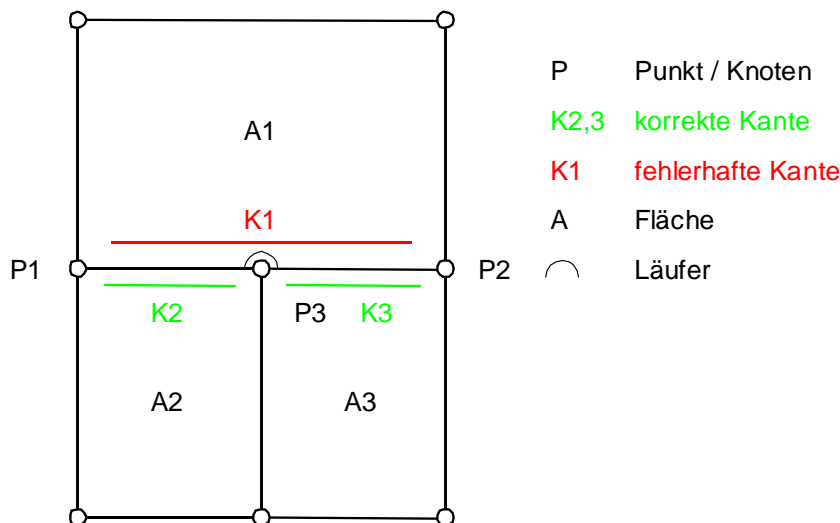 A1
K1
P1
P2
K2
P3
K3
A2
A3
P Punkt / Knoten
K2,3 korrekte Kante
K1 fehlerhafte Kante
A Fläche
Läufer